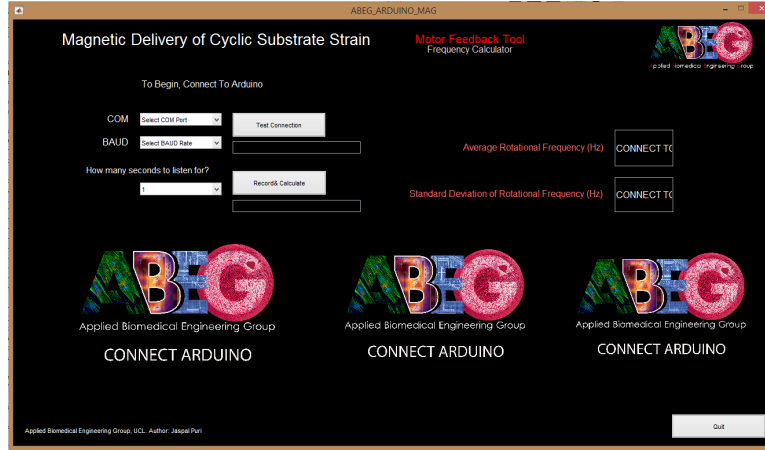 ABEG_ARDUINO_MAG
Magnetic Delivery of Cyclic Substrate Strain
Motor Feedback Tool
Frequency Calculator
ABEG
Applied Biomedical Engineering Group
To Begin, Connect To Arduino
COM
Select COM Port
Test Connection
BAUD
Select BAUD Rate
Average Rotational Frequency (Hz)
CONNECT TO
How many seconds to listen for?
1
Record& Calculate
Standard Deviation of Rotational Frequency (Hz)
CONNECT TO
ABEG
Applied Biomedical Engineering Group
CONNECT ARDUINO
ABEG
Applied Biomedical Engineering Group
CONNECT ARDUINO
ABEG
Applied Biomedical Engineering Group
CONNECT ARDUINO
Applied Biomedical Engineering Group, UCL. Author: Jaspal Puri
Quit